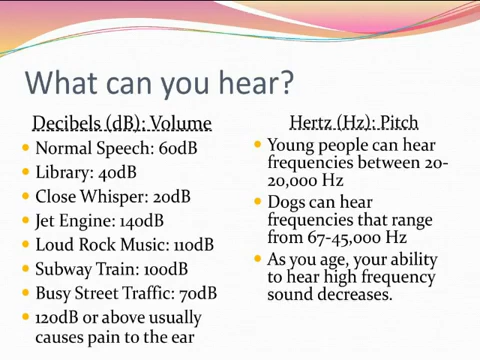 What can you hear?
Decibels (dB): Volume
Normal Speech: 60dB
Library: 40dB
Close Whisper: 20dB
Jet Engine: 140dB
Loud Rock Music: 110dB
Subway Train: 100dB
Busy Street Traffic: 70dB
120dB or above usually
causes pain to the ear
Hertz (Hz): Pitch
Young people can hear
frequencies between 20-
20,000 Hz
Dogs can hear
frequencies that range
from 67-45,000 Hz
As you age, your ability
to hear high frequency
sound decreases.